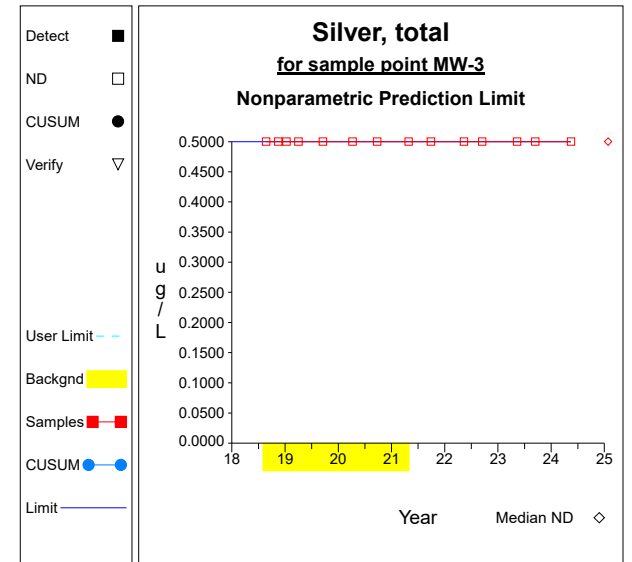 Detect
ND
CUSUM
Verify
User Limit
Backgnd
Samples
CUSUM
Limit
Silver, total
for sample point MW-3
Nonparametric Prediction Limit
u
g
/
L
0.5000
0.4500
0.4000
0.3500
0.3000
0.2500
0.2000
0.1500
0.1000
0.0500
0.0000
18 19 20 21 22 23 24 25
Year
Median ND